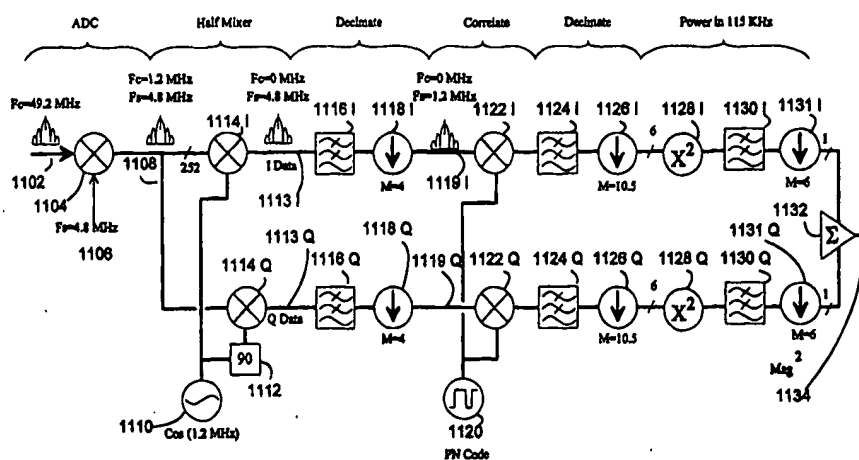 ADC Half Mixer Decimate Correlate Decimate Power in 115 KHz
Fc=1.2 MHz Fc=0 MHz Fc=0 MHz
Fc=49.2 MHz Fs=4.8 MHz Fs=4.8 MHz Fs=1.2 MHz
1114 I 1116 I 1118 I 1122 I 1124 I 1126 I 1128 I 1130 I 1131 I
6 X² 1
1102 1108 252 I Data 1119 I
1104 1113 I M=4 M=10.5 M=6
Fs=4.8 MHz
1106
1132 Σ
1131 Q
1114 Q 1113 Q 1116 Q 1118 Q 1119 Q 1122 Q 1124 Q 1126 Q 1128 Q 1130 Q
6 X² 1
Q Data M=4 M=10.5 M=6
90 1112
Mag²
1110 1120 1134
Cos (1.2 MHz)
PN Code